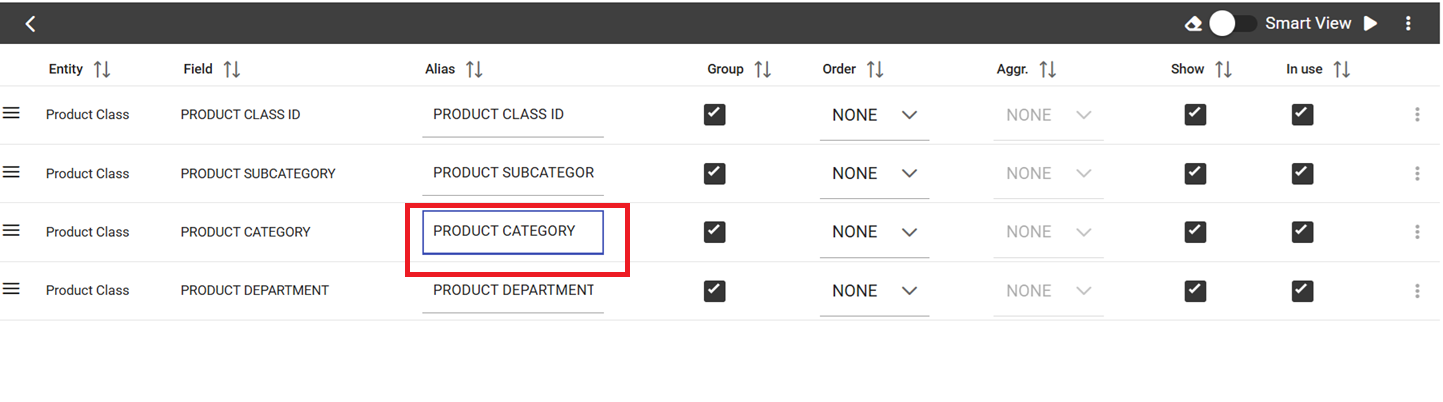 Smart View
Entity Field Alias Group Order Aggr. Show In use
Product Class PRODUCT CLASS ID PRODUCT CLASS ID NONE NONE
Product Class PRODUCT SUBCATEGORY PRODUCT SUBCATEGOR NONE NONE
Product Class PRODUCT CATEGORY PRODUCT CATEGORY NONE NONE
Product Class PRODUCT DEPARTMENT PRODUCT DEPARTMENT NONE NONE